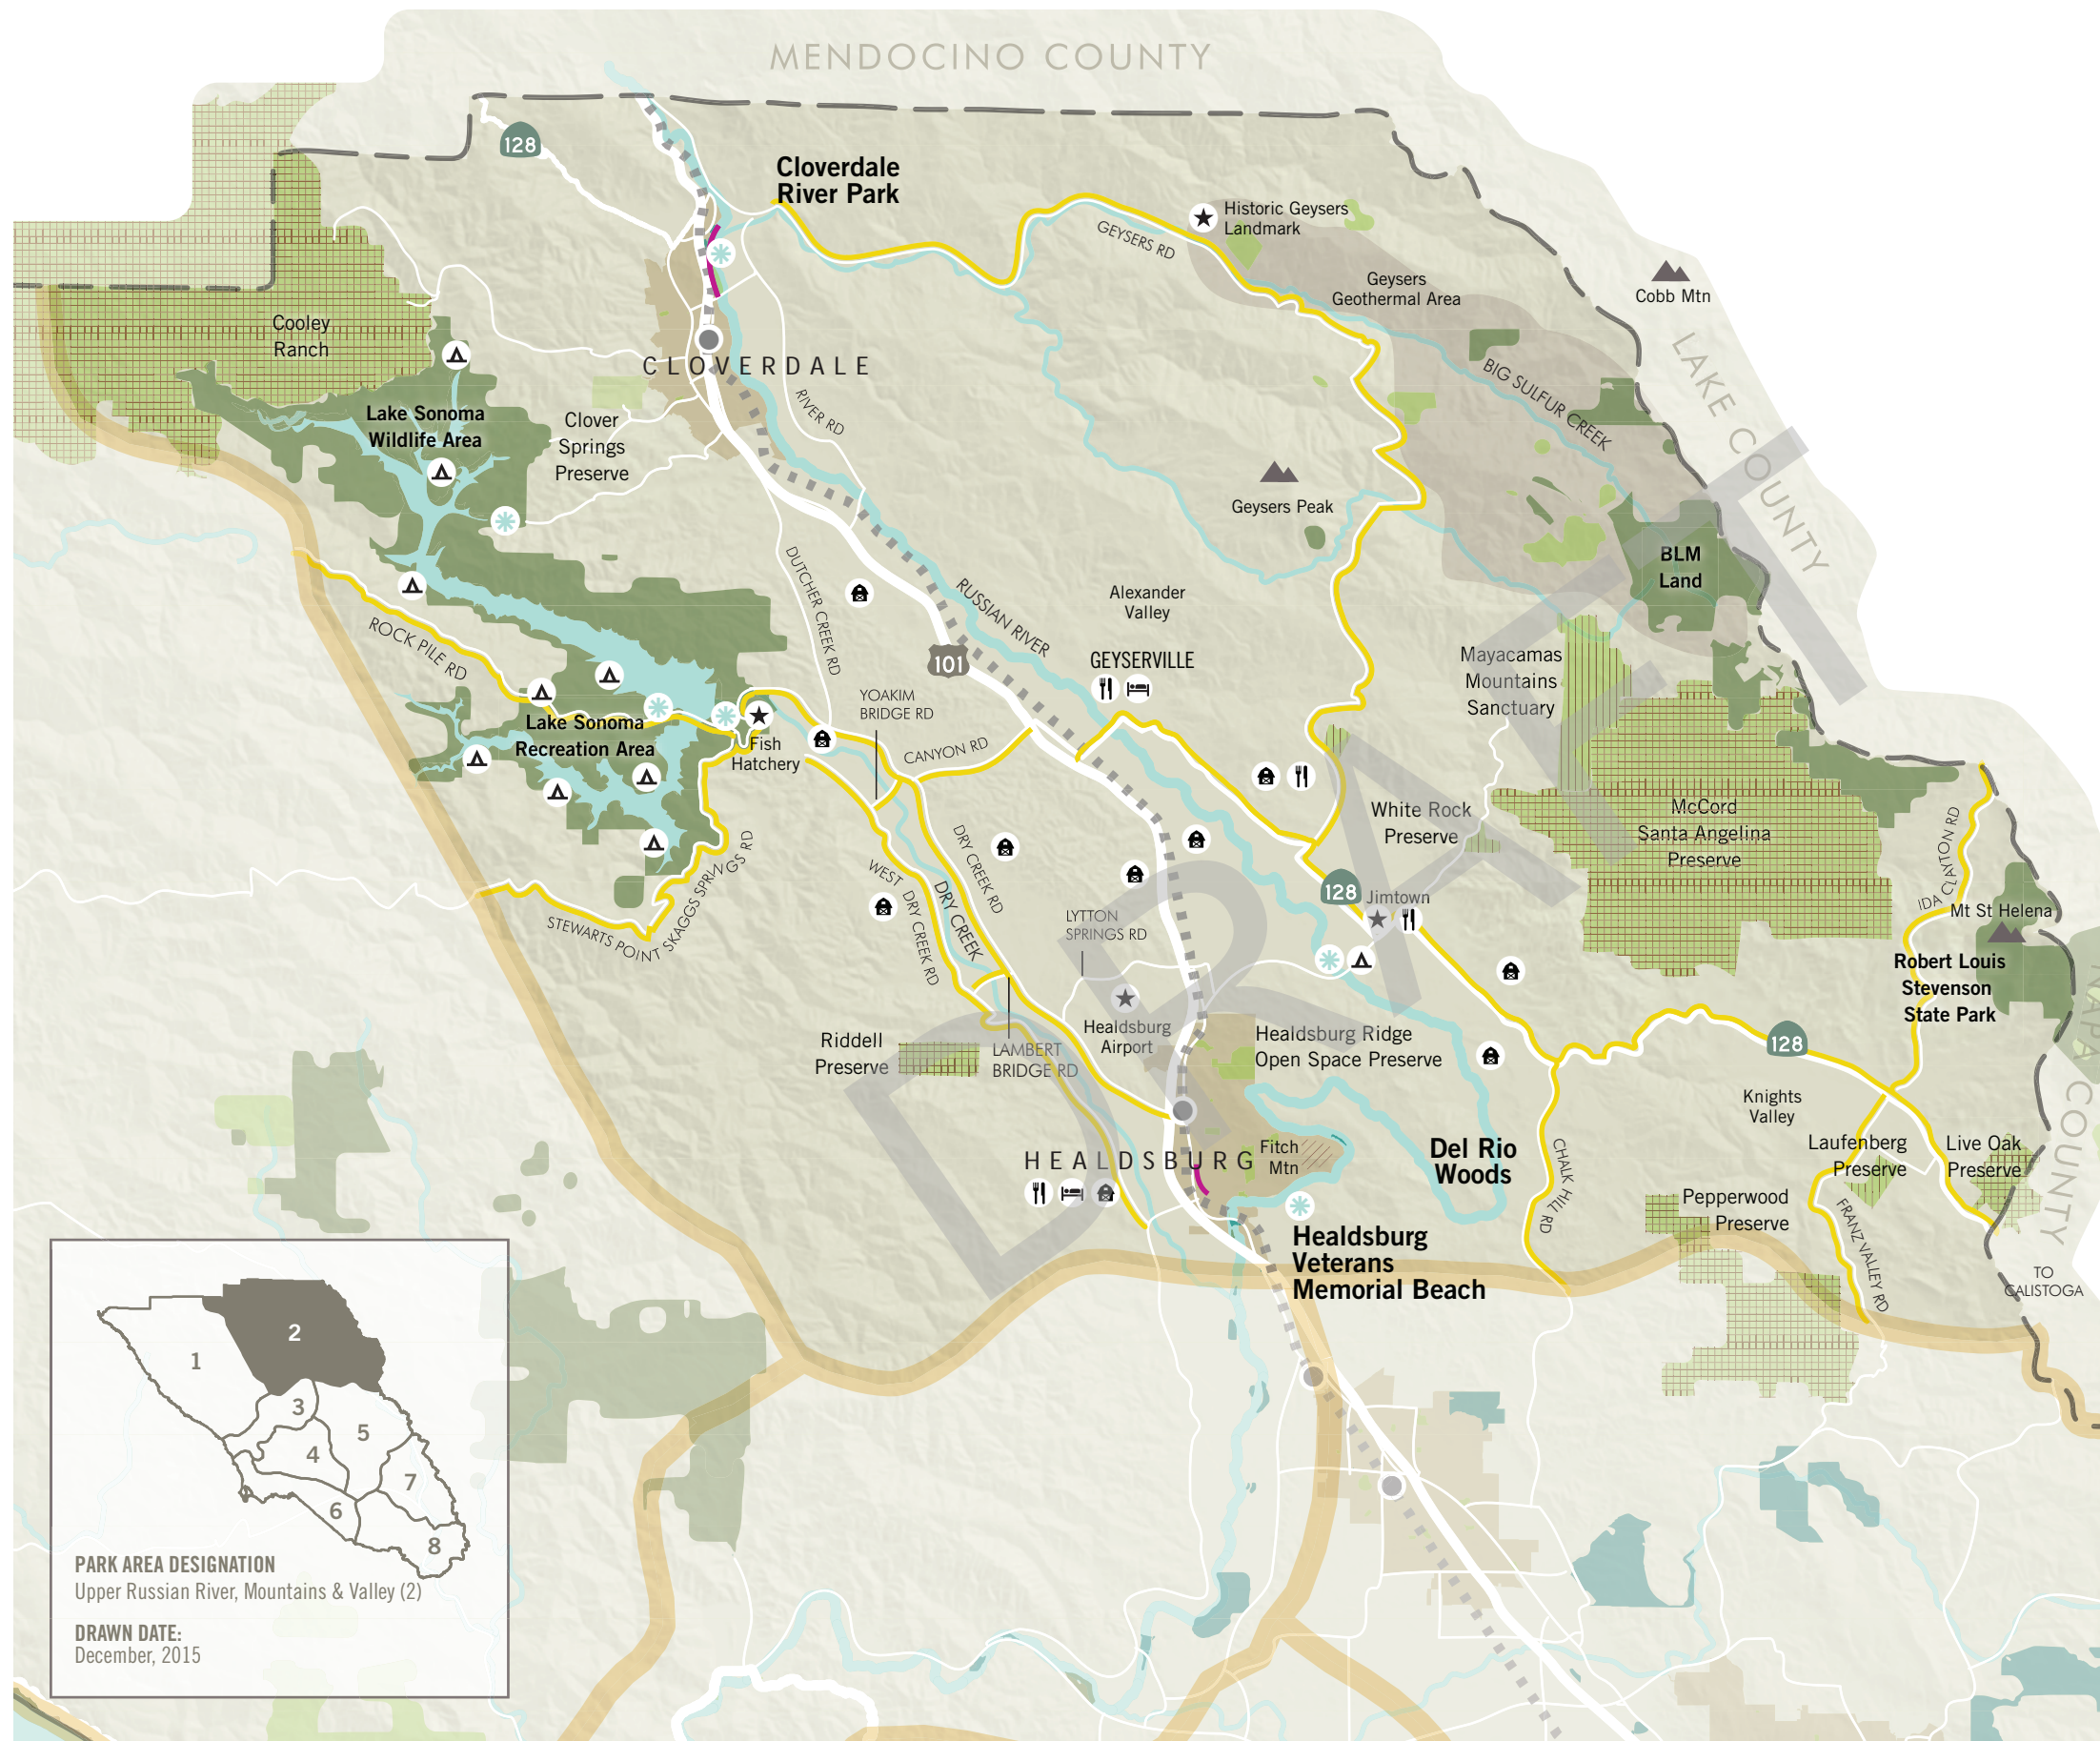 MENDOCINO COUNTY
128
Cloverdale
River Park
Historic Geysers
Landmark
GEYSERS RD
Geysers
Geothermal Area
Cobb Mtn
LAKE COUNTY
Cooley
Ranch
CLOVERDALE
Lake Sonoma
Wildlife Area
Clover
Springs
Preserve
RIVER RD
BIG SULFUR CREEK
Geysers Peak
BLM
Land
DUTCHER CREEK RD
RUSSIAN RIVER
Alexander
Valley
ROCK PILE RD
101
GEYSERVILLE
Mayacamas
Mountains
Sanctuary
YOAKIM
BRIDGE RD
Lake Sonoma
Recreation Area
Fish
Hatchery
CANYON RD
White Rock
Preserve
McCord
Santa Angelina
Preserve
IDA CLAYTON RD
STEWARTS POINT SKAGGS SPRINGS RD
WEST DRY CREEK RD
DRY CREEK
DRY CREEK RD
LYTTON
SPRINGS RD
128
Jimtown
Mt St Helena
Robert Louis
Stevenson
State Park
Riddell
Preserve
LAMBERT
BRIDGE RD
Healdsburg
Airport
Healdsburg Ridge
Open Space Preserve
128
NAPA COUNTY
Knights
Valley
HEALDSBURG
Fitch
Mtn
Del Rio
Woods
CHALK HILL RD
Laufenberg
Preserve
Live Oak
Preserve
Pepperwood
Preserve
FRANZ VALLEY RD
Healdsburg
Veterans
Memorial Beach
TO
CALISTOGA
DRAFT
1
2
3
4
5
6
7
8
PARK AREA DESIGNATION
Upper Russian River, Mountains & Valley (2)
DRAWN DATE:
December, 2015